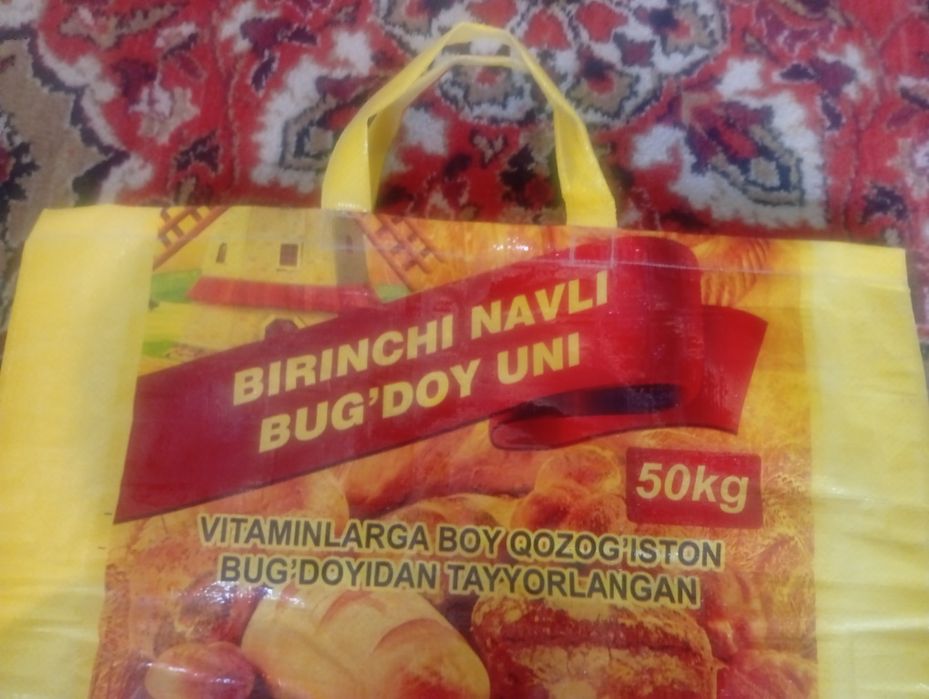 BIRINCHI NAVLI
BUG'DOY UNI
50kg
VITAMINLARGA BOY QOZOG'ISTON
BUG'DOYIDAN TAYYORLANGAN